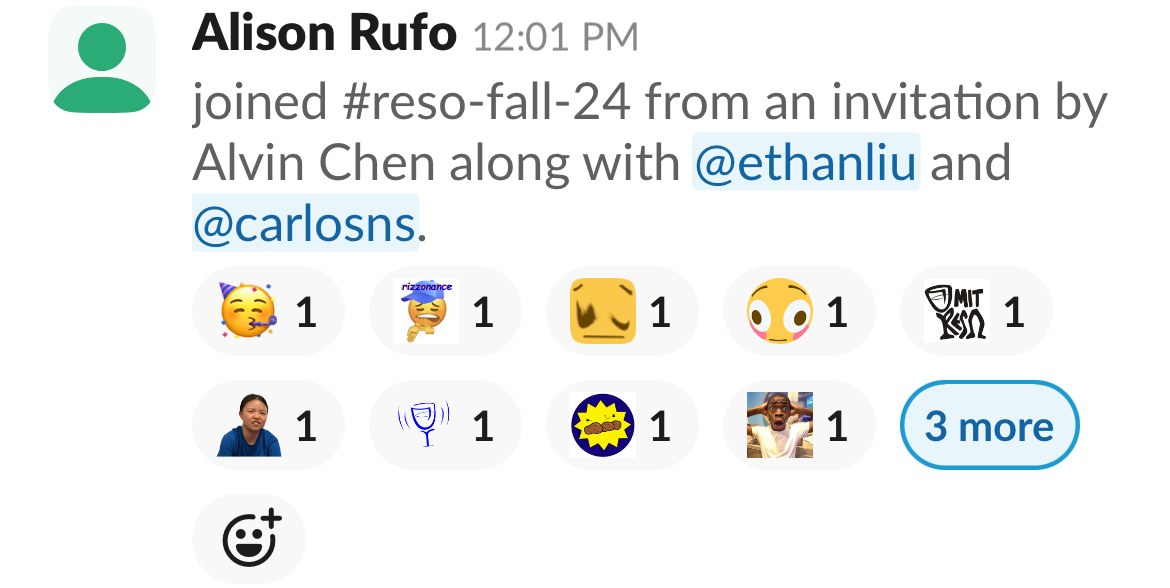 Alison Rufo 12:01 PM
joined #reso-fall-24 from an invitation by
Alvin Chen along with @ethanliu and
@carlosns.
1 rizzonance 1 1 1 MIT RESO 1
1 1 1 1 3 more